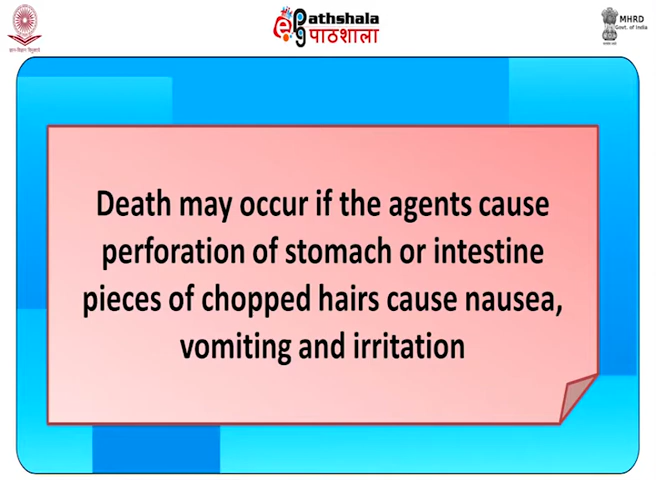 ePG Pathshala
पाठशाला
MHRD
Govt. of India
Death may occur if the agents cause
perforation of stomach or intestine
pieces of chopped hairs cause nausea,
vomiting and irritation